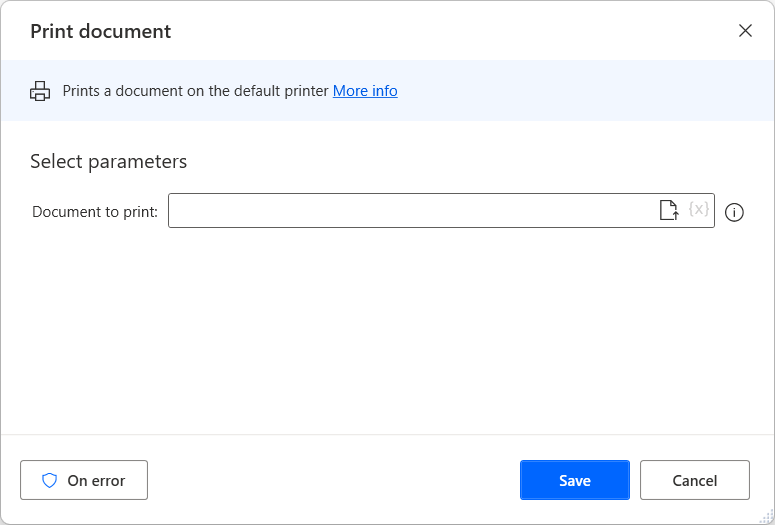 Print document
Prints a document on the default printer More info
Select parameters
Document to print:
{x}
On error
Save
Cancel